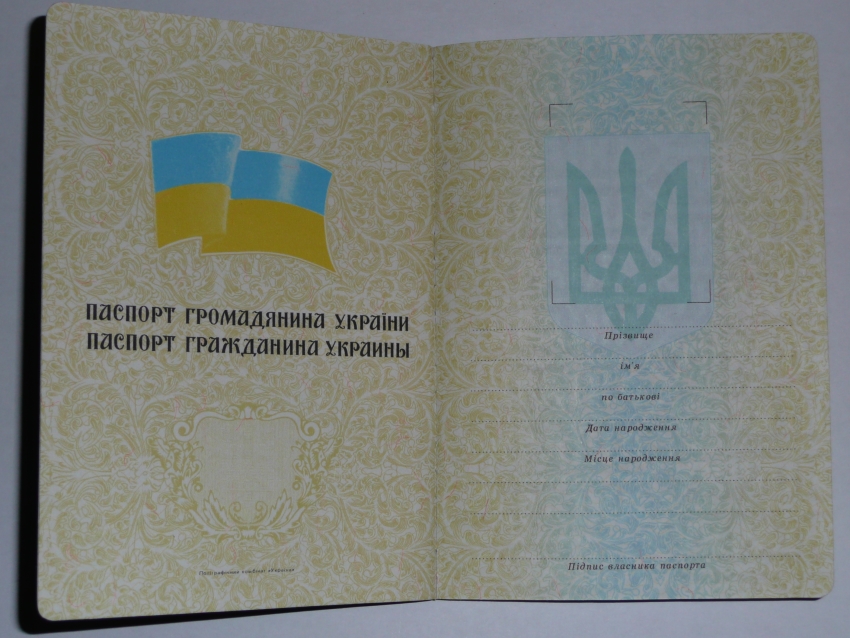 ПАСПОРТ ГРОМАДЯНИНА УКРАЇНИ
ПАСПОРТ ГРАЖДАНИНА УКРАИНЫ
Поліграфічний комбінат «Україна»
Прізвище
ім'я
по батькові
Дата народження
Місце народження
Підпис власника паспорта